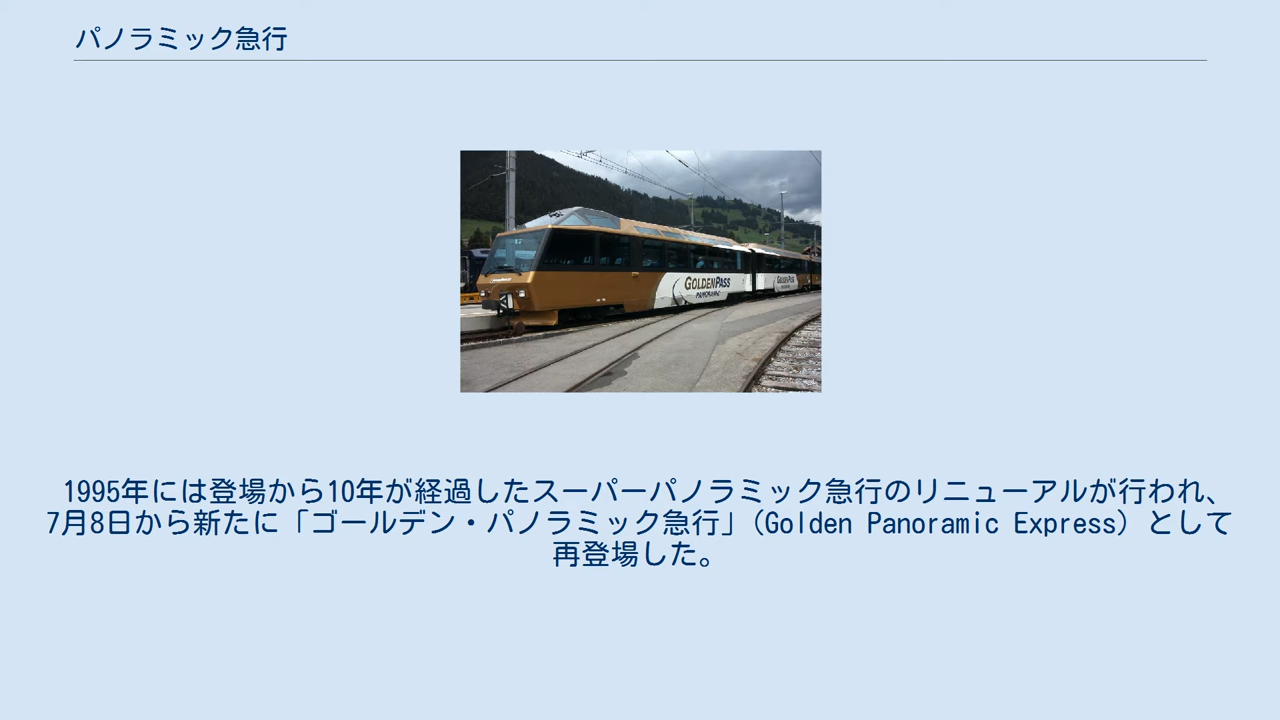 パノラミック急行
GOLDENPASS
PANORAMIC
GOLDENPASS
1995年には登場から10年が経過したスーパーパノラミック急行のリニューアルが行われ、
7月8日から新たに「ゴールデン・パノラミック急行」（Golden Panoramic Express）として
再登場した。